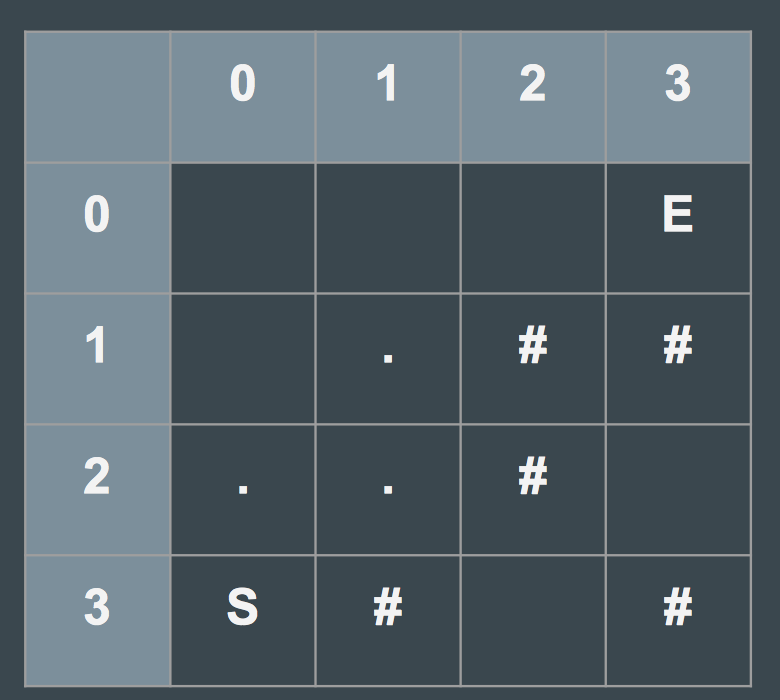 0 1 2 3
0 E
1 . # #
2 . . #
3 S # #